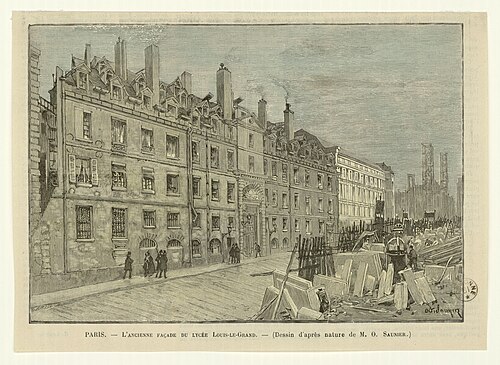 PARIS. — L'ANCIENNE FAÇADE DU LYCÉE LOUIS-LE-GRAND. — (Dessin d'après nature de M. O. SAUNIER.)